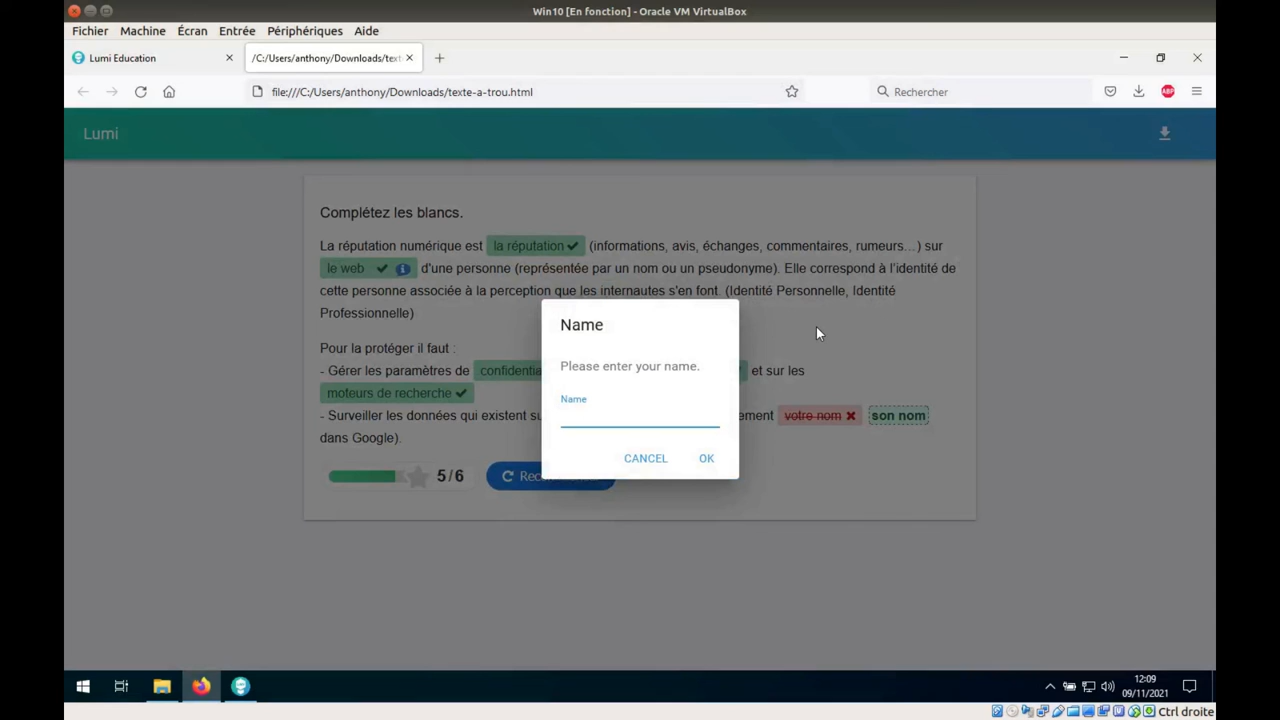 Win10 [En fonction] - Oracle VM VirtualBox
Fichier Machine Écran Entrée Périphériques Aide
Lumi Education
/C:/Users/anthony/Downloads/tex
file:///C:/Users/anthony/Downloads/texte-a-trou.html
Rechercher
ABP
Lumi
Complétez les blancs.
La réputation numérique est la réputation (informations, avis, échanges, commentaires, rumeurs...) sur
le web d'une personne (représentée par un nom ou un pseudonyme). Elle correspond à l'identité de
cette personne associée à la perception que les internautes s'en font. (Identité Personnelle, Identité
Professionnelle)
Pour la protéger il faut :
- Gérer les paramètres de et sur les
moteurs de recherche
- Surveiller les données qui existent votre nom son nom
dans Google).
5/6
Name
Please enter your name.
Name
CANCEL OK
12:09
09/11/2021
Ctrl droite